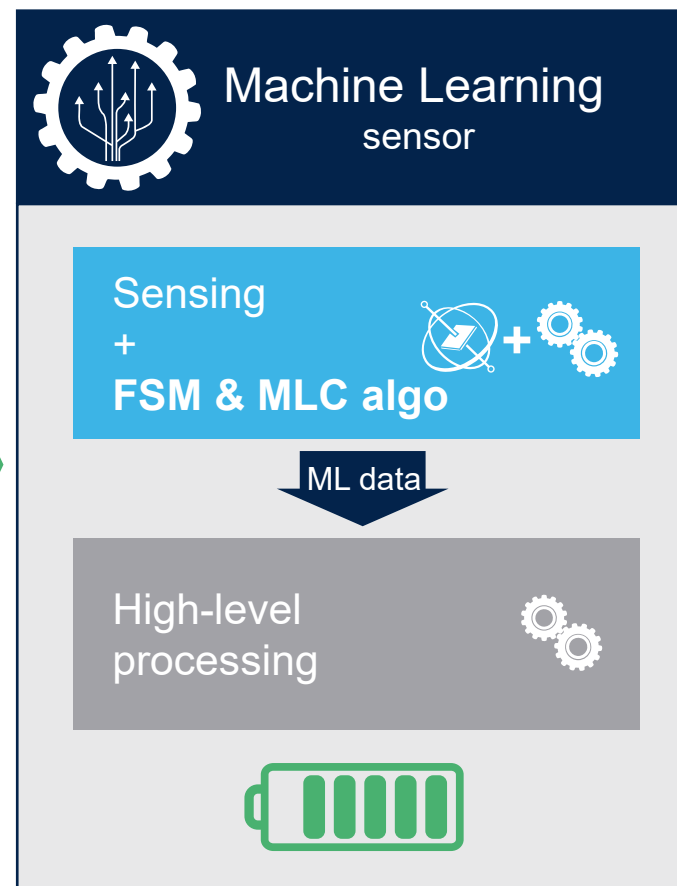 Machine Learning
sensor
Sensing
+
FSM & MLC algo
+
ML data
High-level
processing